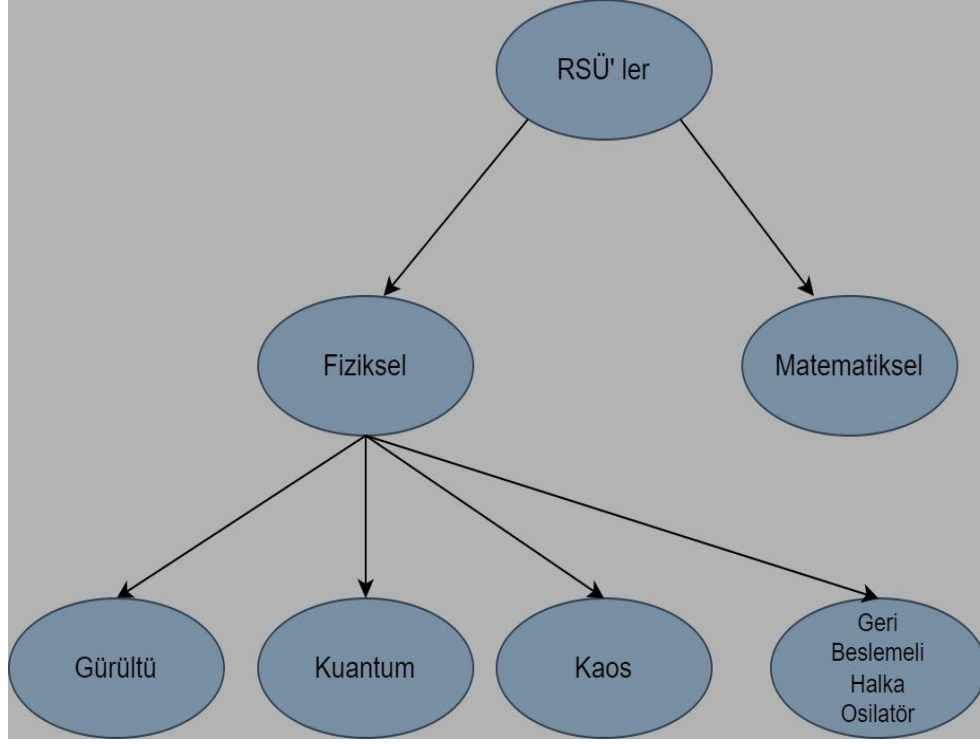 RSÜ' ler
Fiziksel
Matematiksel
Gürültü
Kuantum
Kaos
Geri
Beslemeli
Halka
Osilatör